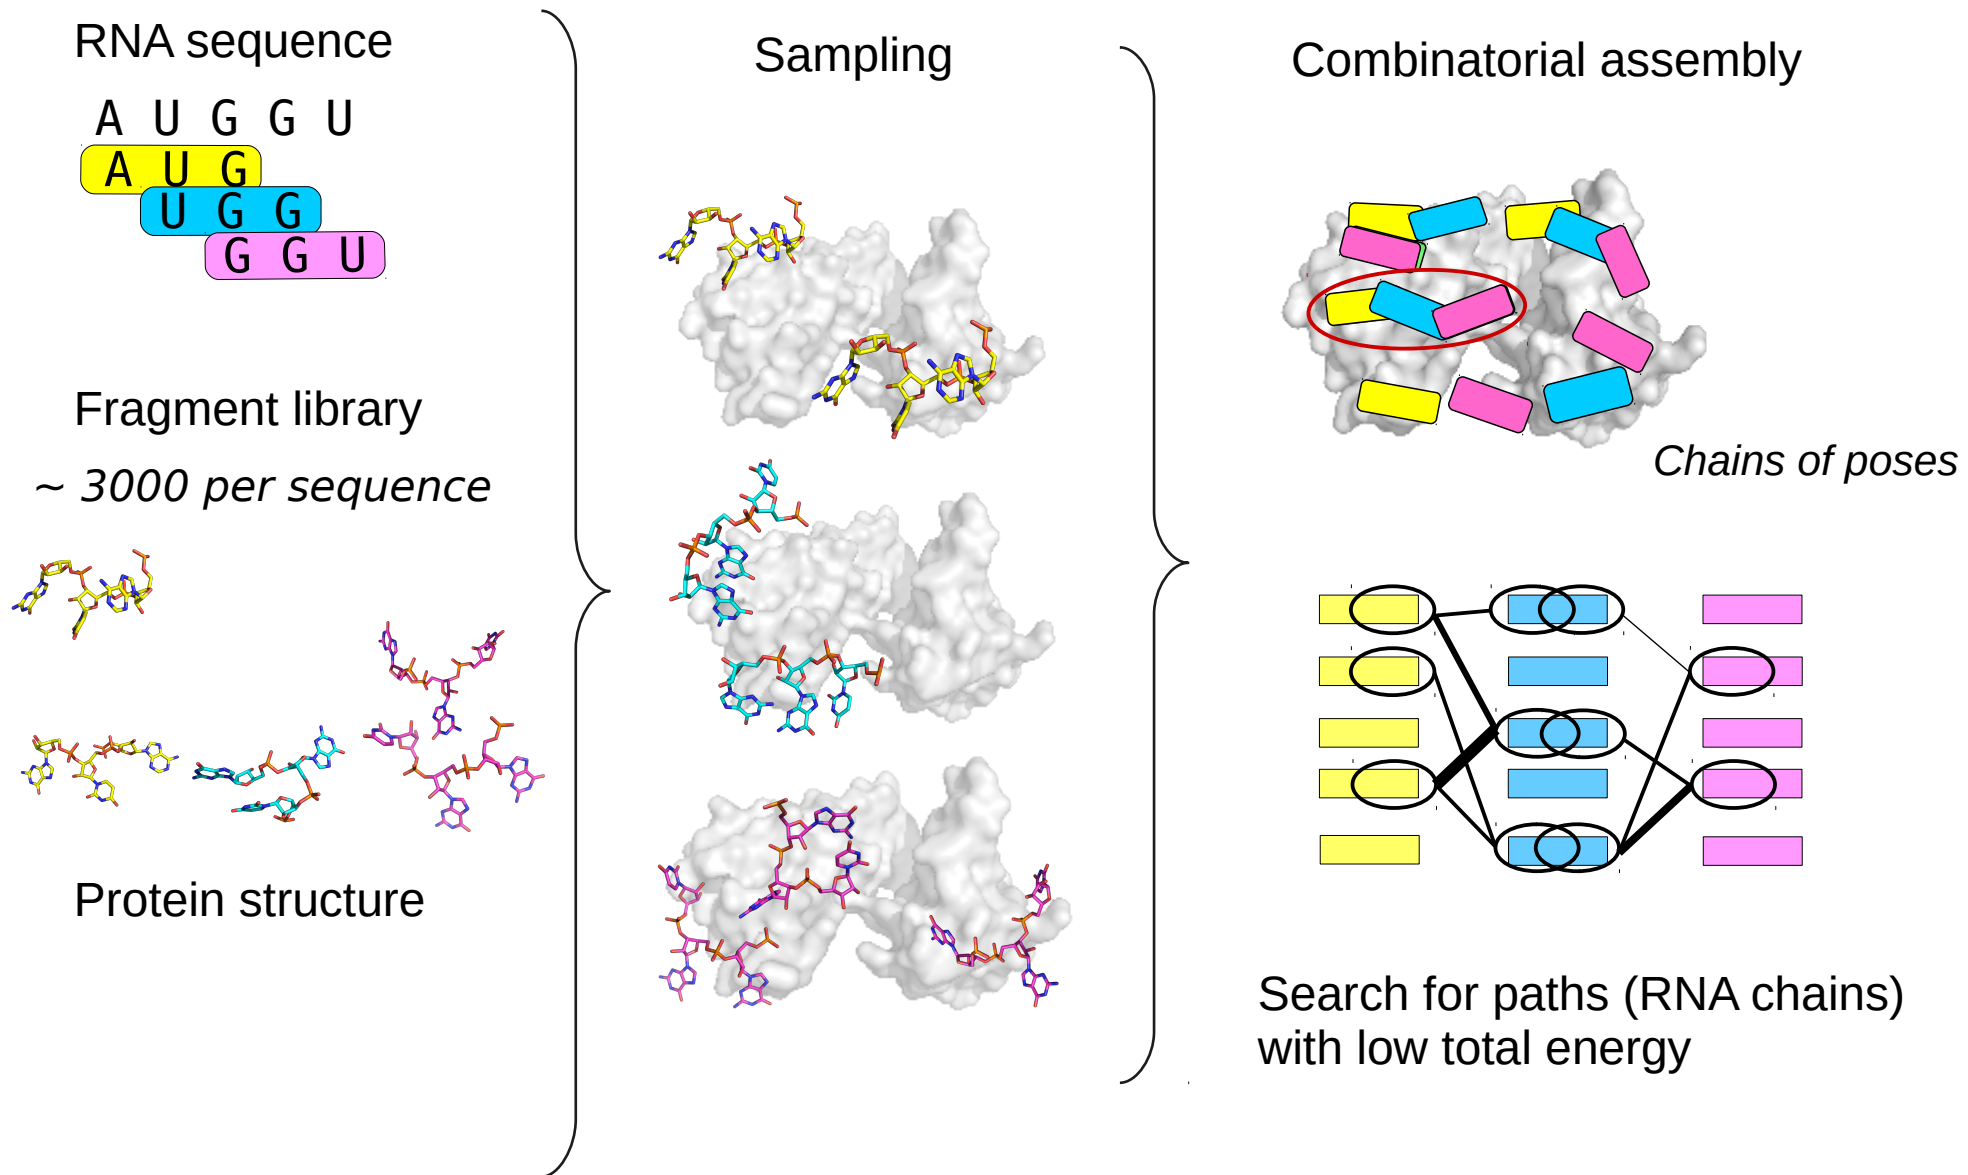 RNA sequence
A U G G U
A U G
U G G
G G U
Fragment library
~ 3000 per sequence
Protein structure
Sampling
Combinatorial assembly
Chains of poses
Search for paths (RNA chains)
with low total energy